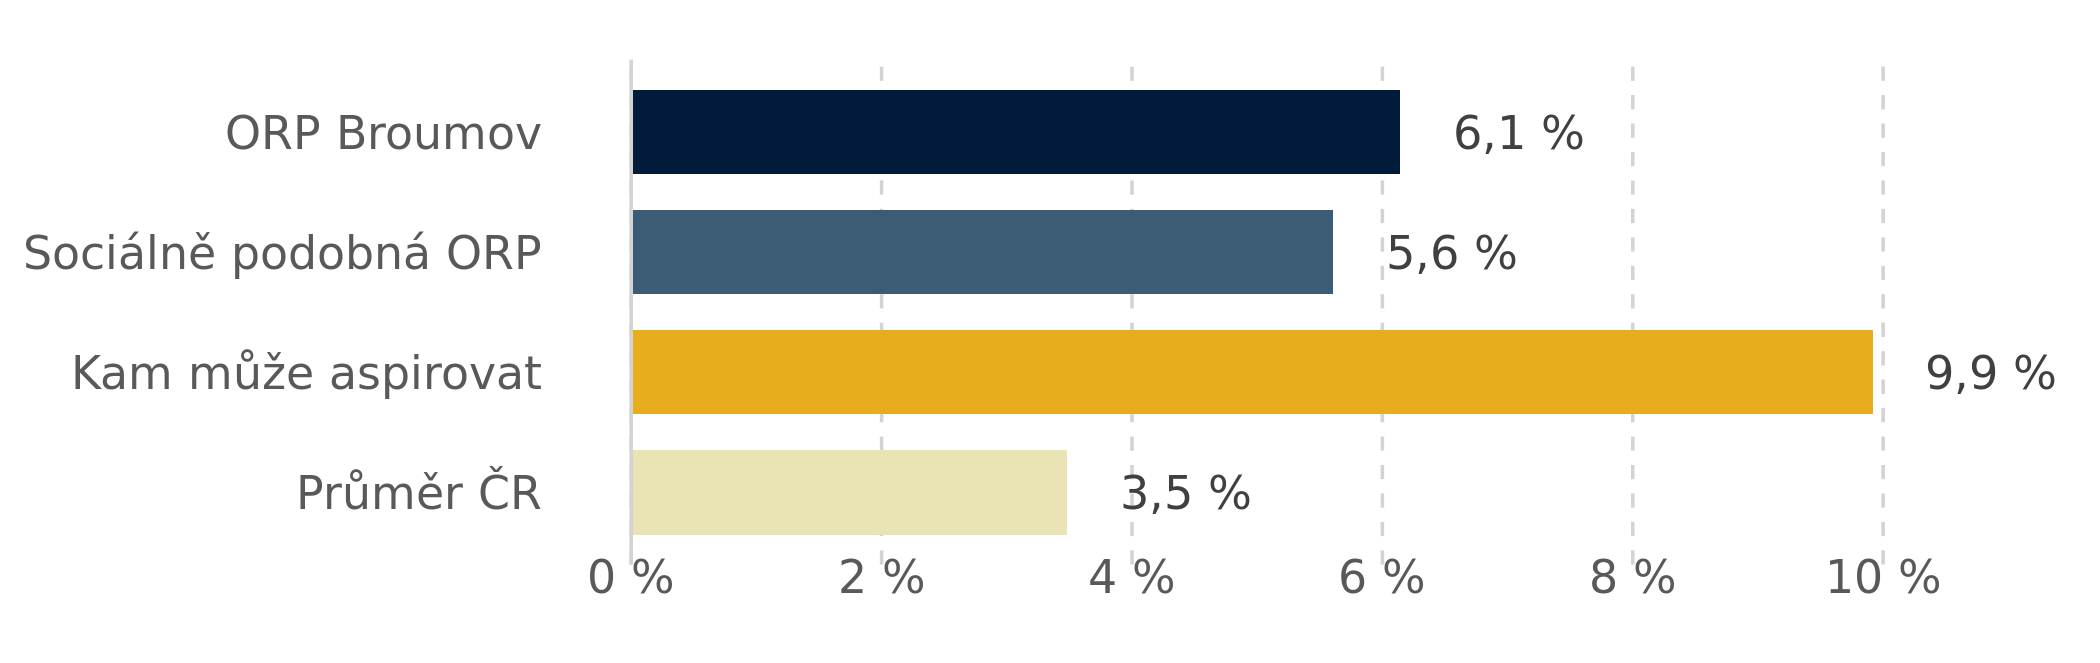 ORP Broumov 6,1 %
Sociálně podobná ORP 5,6 %
Kam může aspirovat 9,9 %
Průměr ČR 3,5 %
0 % 2 % 4 % 6 % 8 % 10 %